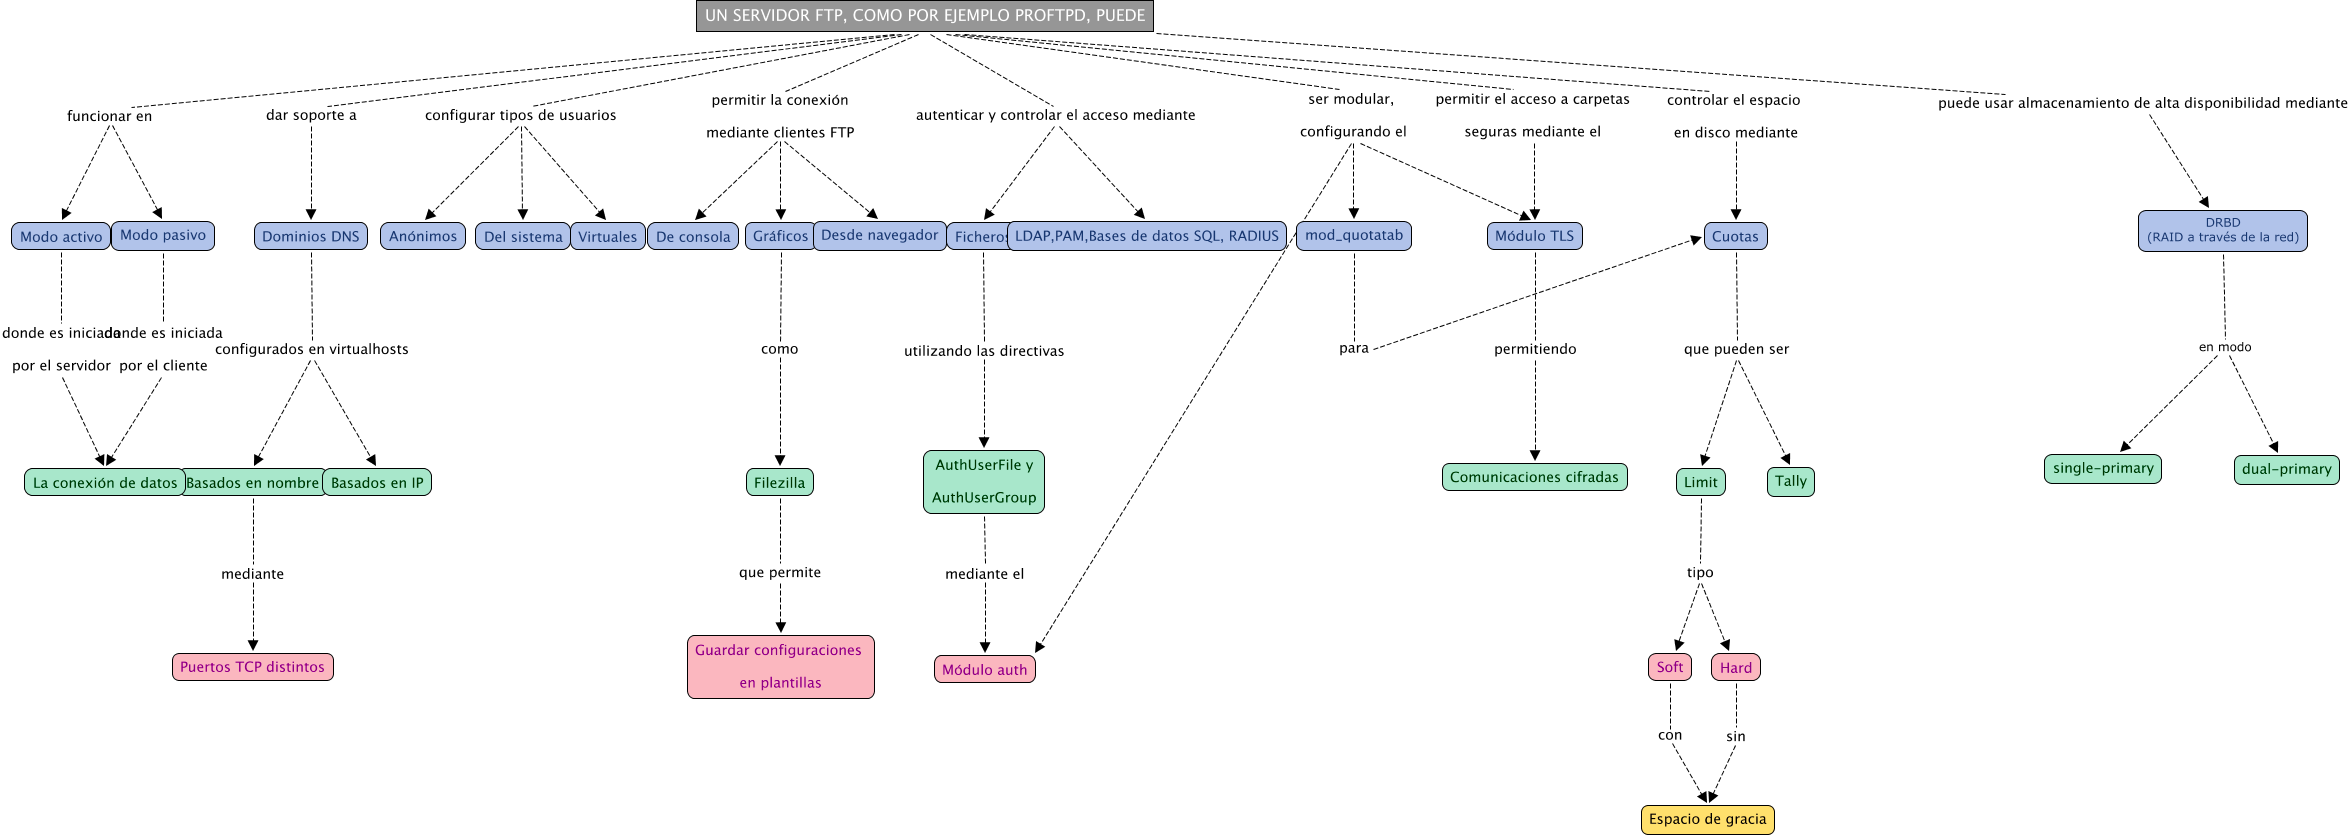 UN SERVIDOR FTP, COMO POR EJEMPLO PROFTPD, PUEDE
funcionar en
dar soporte a
configurar tipos de usuarios
permitir la conexión
mediante clientes FTP
autenticar y controlar el acceso mediante
ser modular,
configurando el
permitir el acceso a carpetas
seguras mediante el
controlar el espacio
en disco mediante
puede usar almacenamiento de alta disponibilidad mediante
Modo activo
Modo pasivo
Dominios DNS
Anónimos
Del sistema
Virtuales
De consola
Gráficos
Desde navegador
Ficheros
LDAP,PAM,Bases de datos SQL, RADIUS
mod_quotatab
Módulo TLS
Cuotas
DRBD
(RAID a través de la red)
donde es iniciada
por el servidor
donde es iniciada
por el cliente
configurados en virtualhosts
como
utilizando las directivas
para
permitiendo
que pueden ser
en modo
La conexión de datos
Basados en nombre
Basados en IP
Filezilla
AuthUserFile y
AuthUserGroup
Comunicaciones cifradas
Limit
Tally
single-primary
dual-primary
mediante
que permite
mediante el
tipo
Puertos TCP distintos
Guardar configuraciones
en plantillas
Módulo auth
Soft
Hard
con
sin
Espacio de gracia